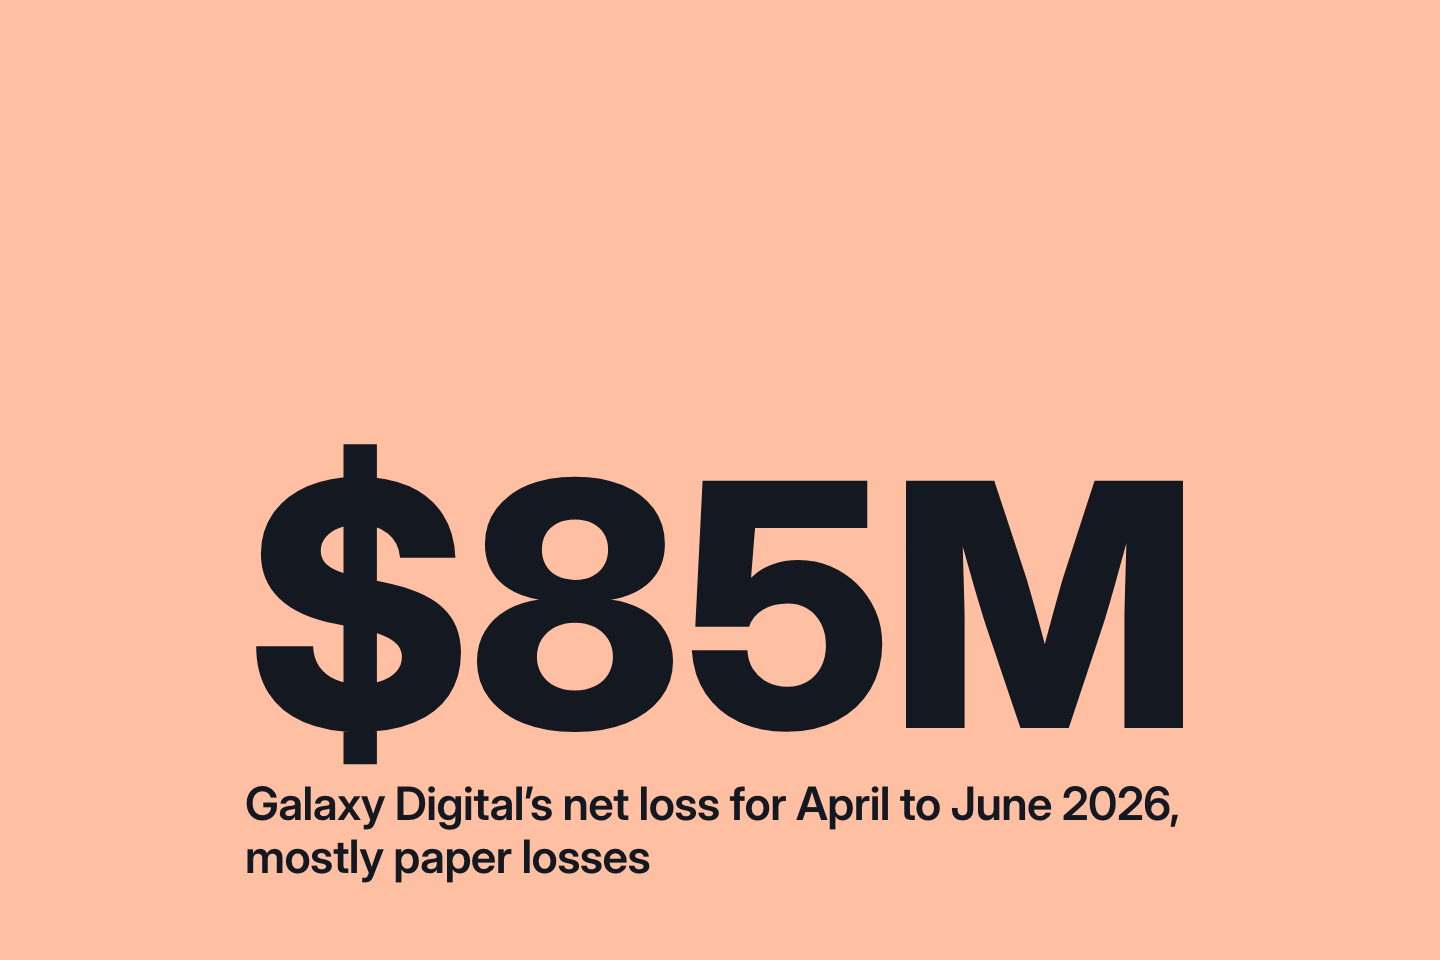 $85M
Galaxy Digital’s net loss for April to June 2026,
mostly paper losses